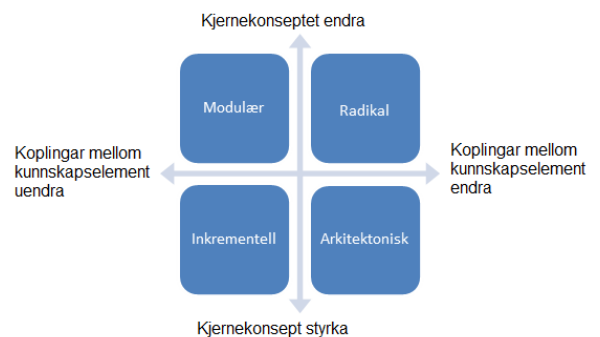 Kjernekonseptet endra
Modulær
Radikal
Koplingar mellom
kunnskapselement
uendra
Koplingar mellom
kunnskapselement
endra
Inkrementell
Arkitektonisk
Kjernekonsept styrka